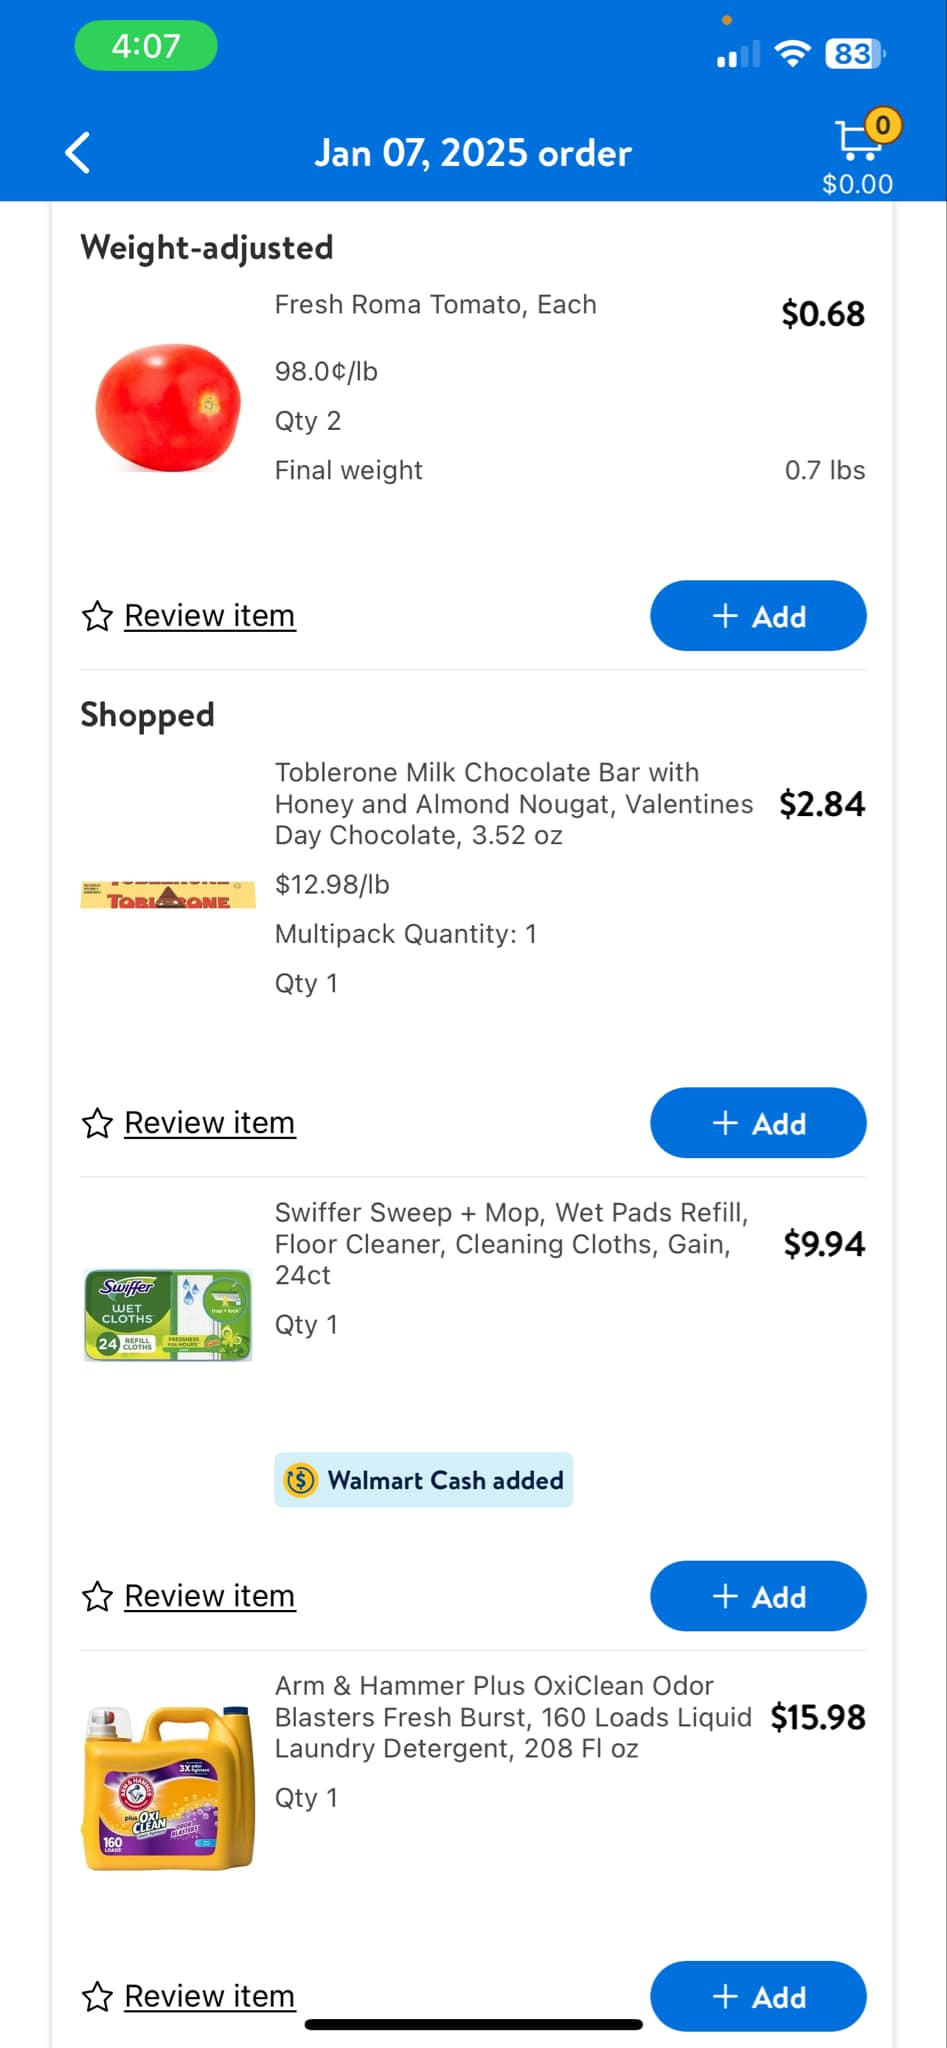 4:07
83
Jan 07, 2025 order
0
$0.00
Weight-adjusted
Fresh Roma Tomato, Each
$0.68
98.0¢/lb
Qty 2
Final weight
0.7 lbs
Review item
+ Add
Shopped
Toblerone Milk Chocolate Bar with
Honey and Almond Nougat, Valentines
Day Chocolate, 3.52 oz
$2.84
TOBLERONE
$12.98/lb
Multipack Quantity: 1
Qty 1
Review item
+ Add
Swiffer Sweep + Mop, Wet Pads Refill,
Floor Cleaner, Cleaning Cloths, Gain,
24ct
$9.94
Swiffer
WET
CLOTHS
24 REFILL
CLOTHS
Qty 1
Walmart Cash added
Review item
+ Add
Arm & Hammer Plus OxiClean Odor
Blasters Fresh Burst, 160 Loads Liquid
Laundry Detergent, 208 Fl oz
$15.98
ARM & HAMMER
plus OXI
CLEAN
160
LOADS
Qty 1
Review item
+ Add